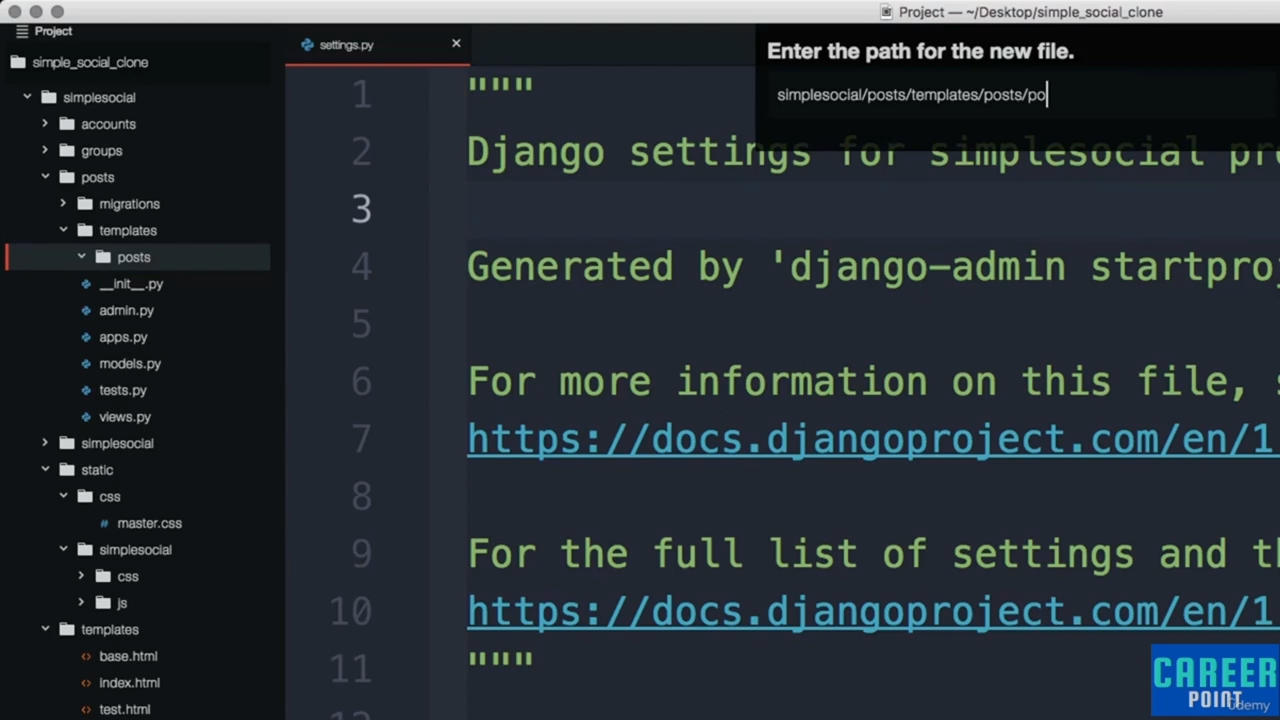 Project — ~/Desktop/simple_social_clone
Project
simple_social_clone
simplesocial
accounts
groups
posts
migrations
templates
posts
__init__.py
admin.py
apps.py
models.py
tests.py
views.py
simplesocial
static
css
master.css
simplesocial
css
js
templates
base.html
index.html
test.html
settings.py
Enter the path for the new file.
simplesocial/posts/templates/posts/po
1 """
2 Django settings for simplesocial pr
3
4 Generated by 'django-admin startproj
5
6 For more information on this file, s
7 https://docs.djangoproject.com/en/1
8
9 For the full list of settings and th
10 https://docs.djangoproject.com/en/1
11 """
12
CAREER
POINT
Udemy